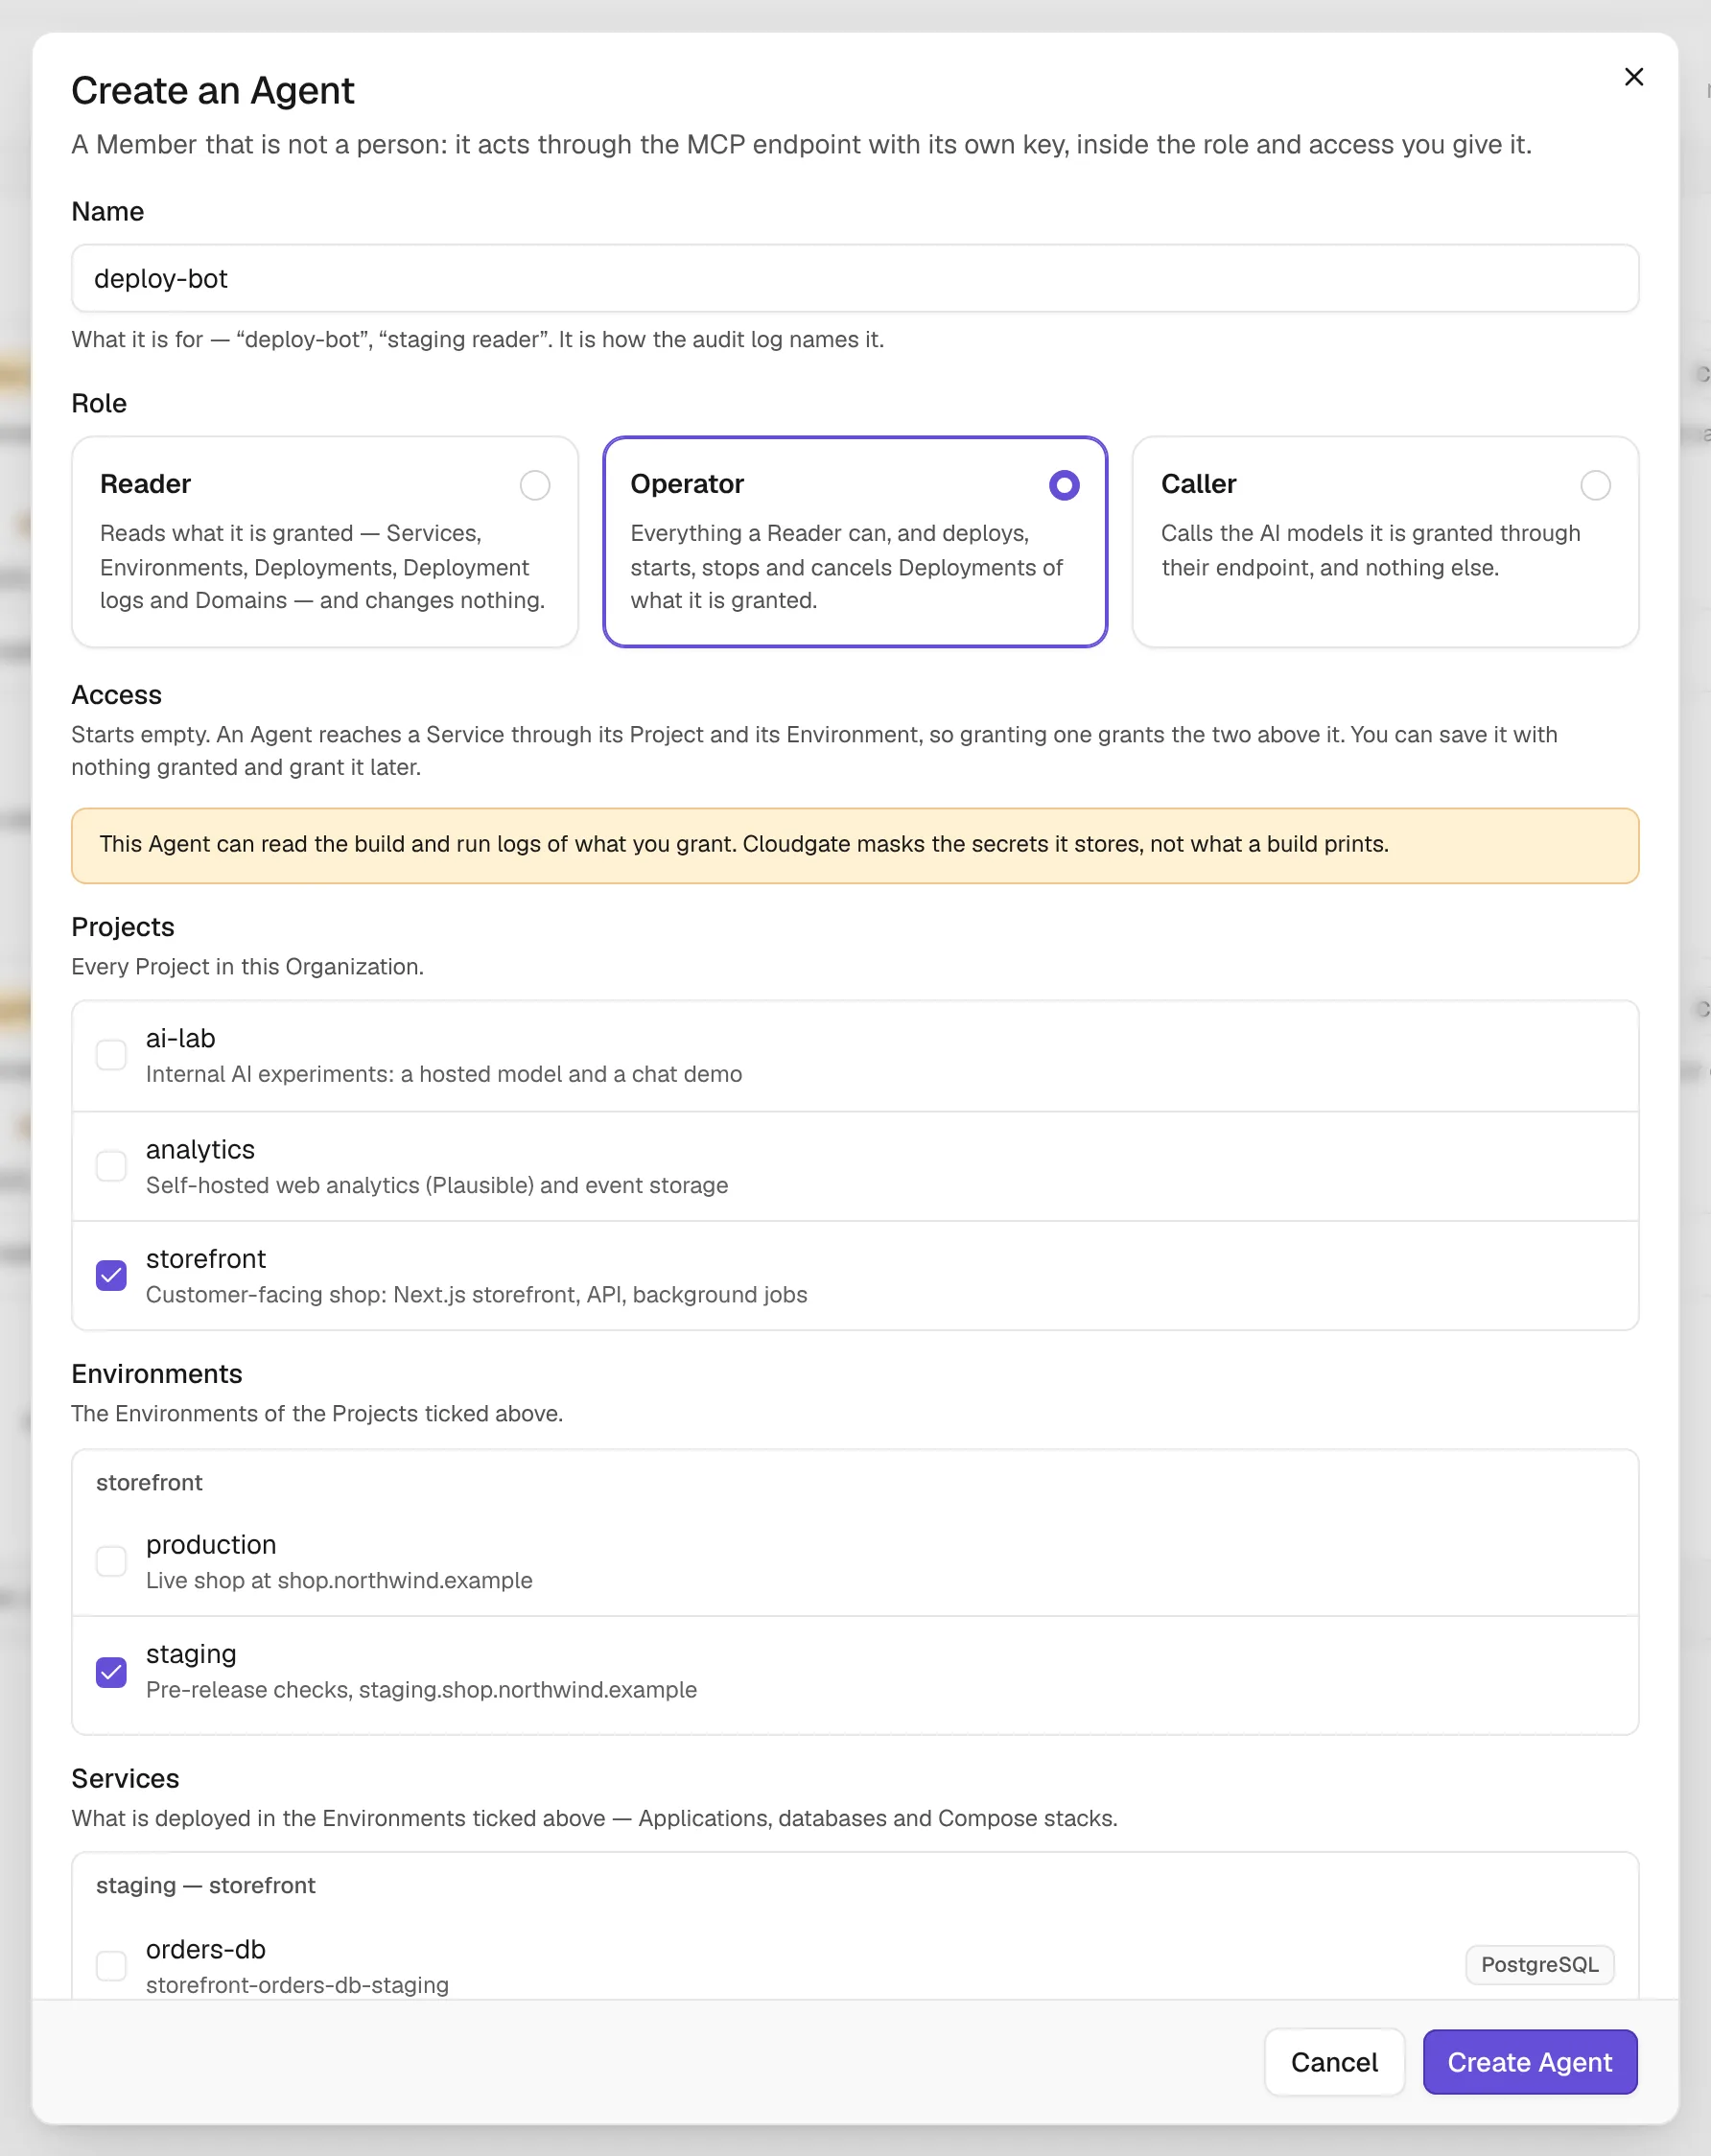 Create an Agent
A Member that is not a person: it acts through the MCP endpoint with its own key, inside the role and access you give it.
Name
deploy-bot
What it is for — “deploy-bot”, “staging reader”. It is how the audit log names it.
Role
Reader
Reads what it is granted — Services,
Environments, Deployments, Deployment
logs and Domains — and changes nothing.
Operator
Everything a Reader can, and deploys,
starts, stops and cancels Deployments of
what it is granted.
Caller
Calls the AI models it is granted through
their endpoint, and nothing else.
Access
Starts empty. An Agent reaches a Service through its Project and its Environment, so granting one grants the two above it. You can save it with
nothing granted and grant it later.
This Agent can read the build and run logs of what you grant. Cloudgate masks the secrets it stores, not what a build prints.
Projects
Every Project in this Organization.
ai-lab
Internal AI experiments: a hosted model and a chat demo
analytics
Self-hosted web analytics (Plausible) and event storage
storefront
Customer-facing shop: Next.js storefront, API, background jobs
Environments
The Environments of the Projects ticked above.
storefront
production
Live shop at shop.northwind.example
staging
Pre-release checks, staging.shop.northwind.example
Services
What is deployed in the Environments ticked above — Applications, databases and Compose stacks.
staging — storefront
orders-db
PostgreSQL
storefront-orders-db-staging
Cancel
Create Agent